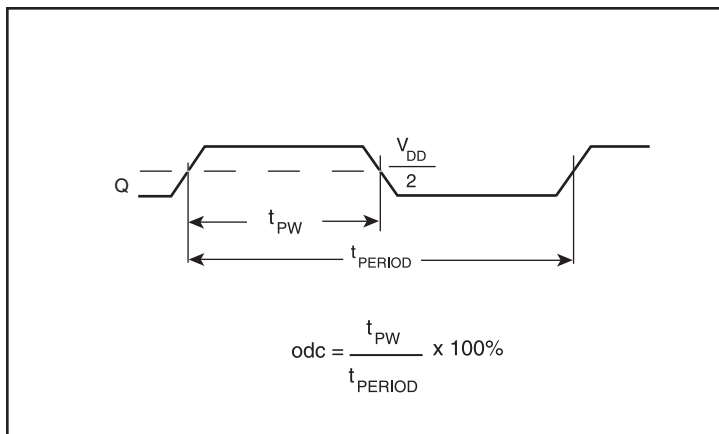 V_DD
2
Q
t_PW
t_PERIOD
odc = t_PW / t_PERIOD x 100%